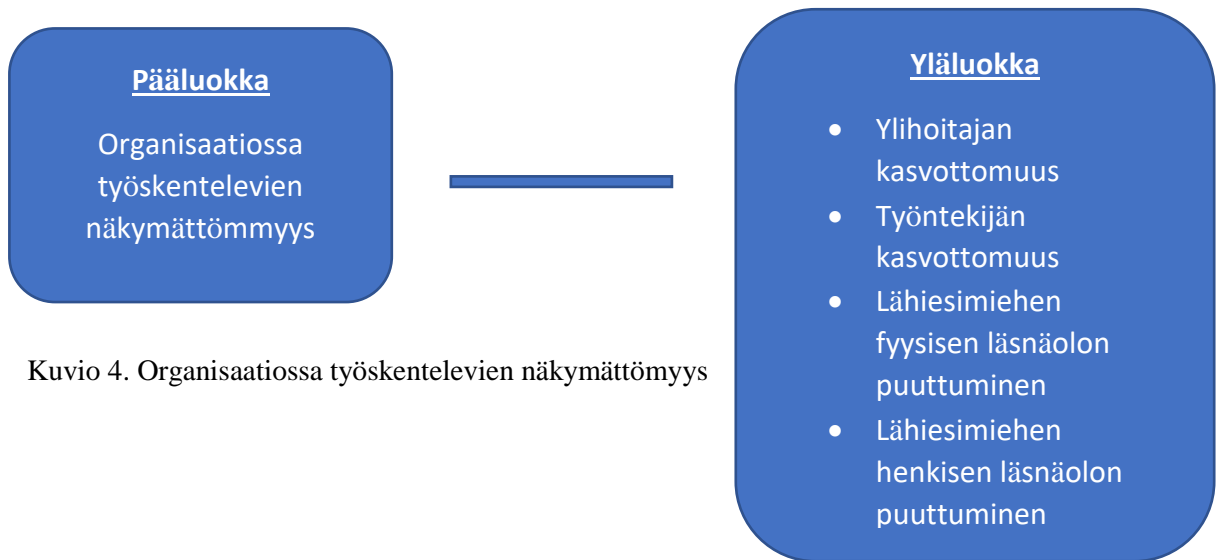 Pääluokka
Organisaatiossa
työskentelevien
näkymättömmyys
Yläluokka
• Ylihoitajan
kasvottomuus
• Työntekijän
kasvottomuus
• Lähiesimiehen
fyysisen läsnäolon
puuttuminen
• Lähiesimiehen
henkisen läsnäolon
puuttuminen
Kuvio 4. Organisaatiossa työskentelevien näkymättömyys